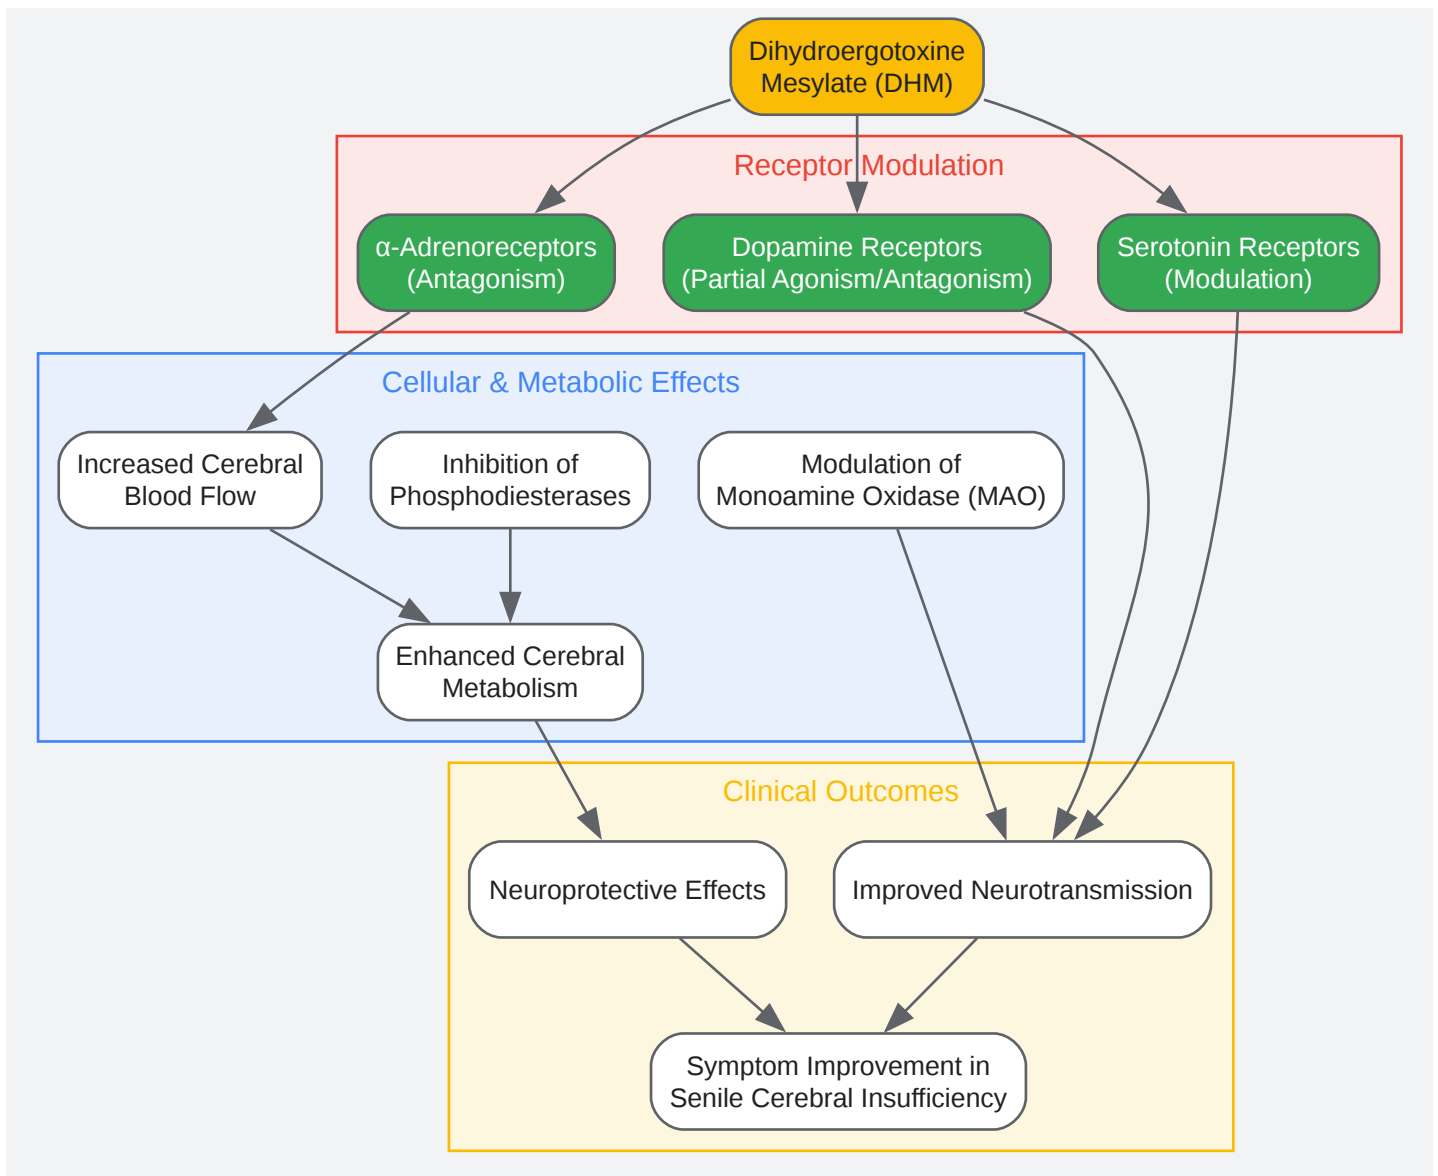 Dihydroergotoxine
Mesylate (DHM)
Receptor Modulation
α-Adrenoreceptors
(Antagonism)
Dopamine Receptors
(Partial Agonism/Antagonism)
Serotonin Receptors
(Modulation)
Cellular & Metabolic Effects
Increased Cerebral
Blood Flow
Inhibition of
Phosphodiesterases
Modulation of
Monoamine Oxidase (MAO)
Enhanced Cerebral
Metabolism
Clinical Outcomes
Neuroprotective Effects
Improved Neurotransmission
Symptom Improvement in
Senile Cerebral Insufficiency